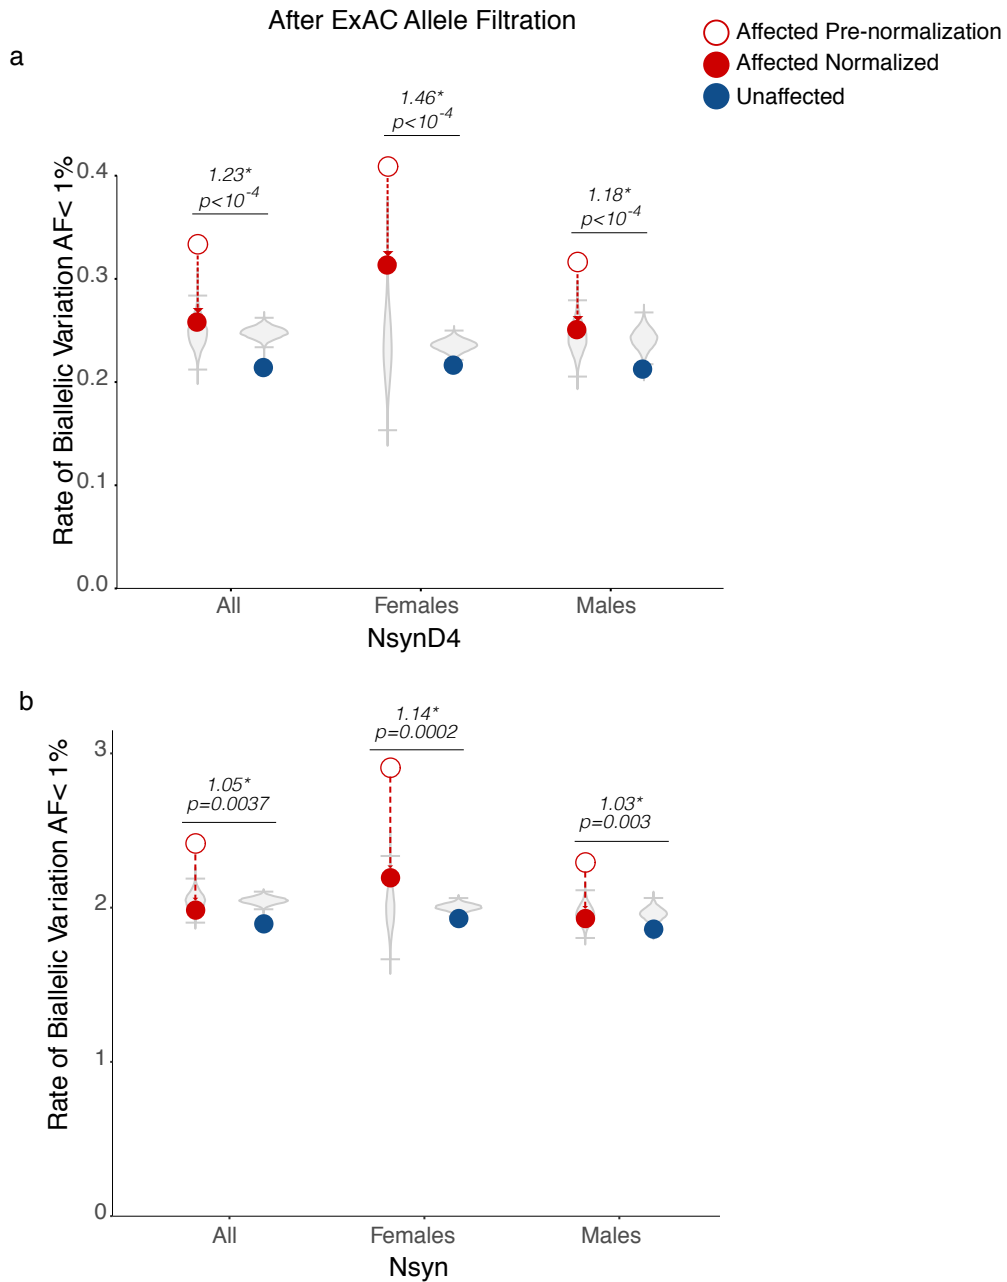 After ExAC Allele Filtration
Affected Pre-normalization
Affected Normalized
Unaffected
a
Rate of Biallelic Variation AF< 1%
0.4
0.3
0.2
0.1
0.0
1.23*
p<10-4
1.46*
p<10-4
1.18*
p<10-4
All
Females
Males
NsynD4
b
Rate of Biallelic Variation AF< 1%
3
2
1
0
1.05*
p=0.0037
1.14*
p=0.0002
1.03*
p=0.003
All
Females
Males
Nsyn